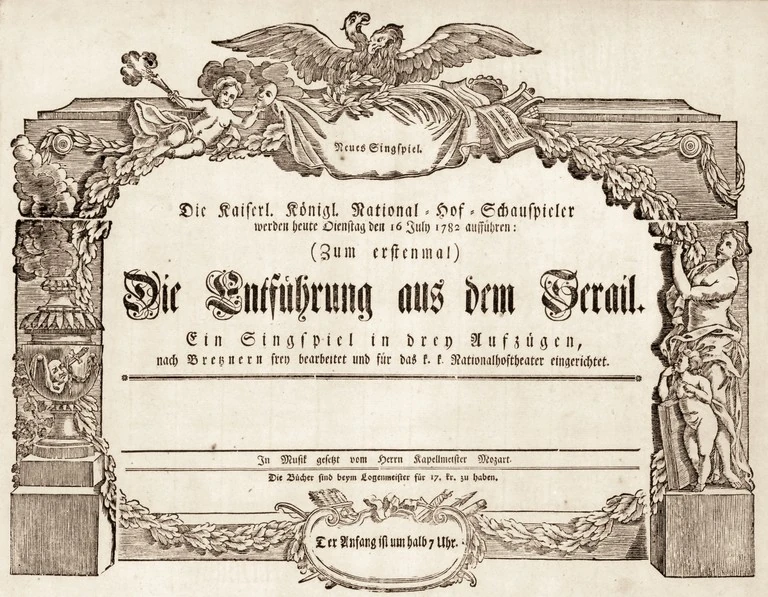 Neues Singspiel.
Die Kaiserl. Königl. National-Hof-Schauspieler
werden heute Dienstag den 16 July 1782 aufführen:
(Zum erstenmal)
Die Entführung aus dem Serail.
Ein Singspiel in drey Aufzügen,
nach Bretznern frey bearbeitet und für das k. k. Nationalhoftheater eingerichtet.
In Musik gesetzt vom Herrn Kapellmeister Mozart.
Die Bücher sind beym Logenmeister für 17. kr. zu haben.
Der Anfang ist um halb 7 Uhr.